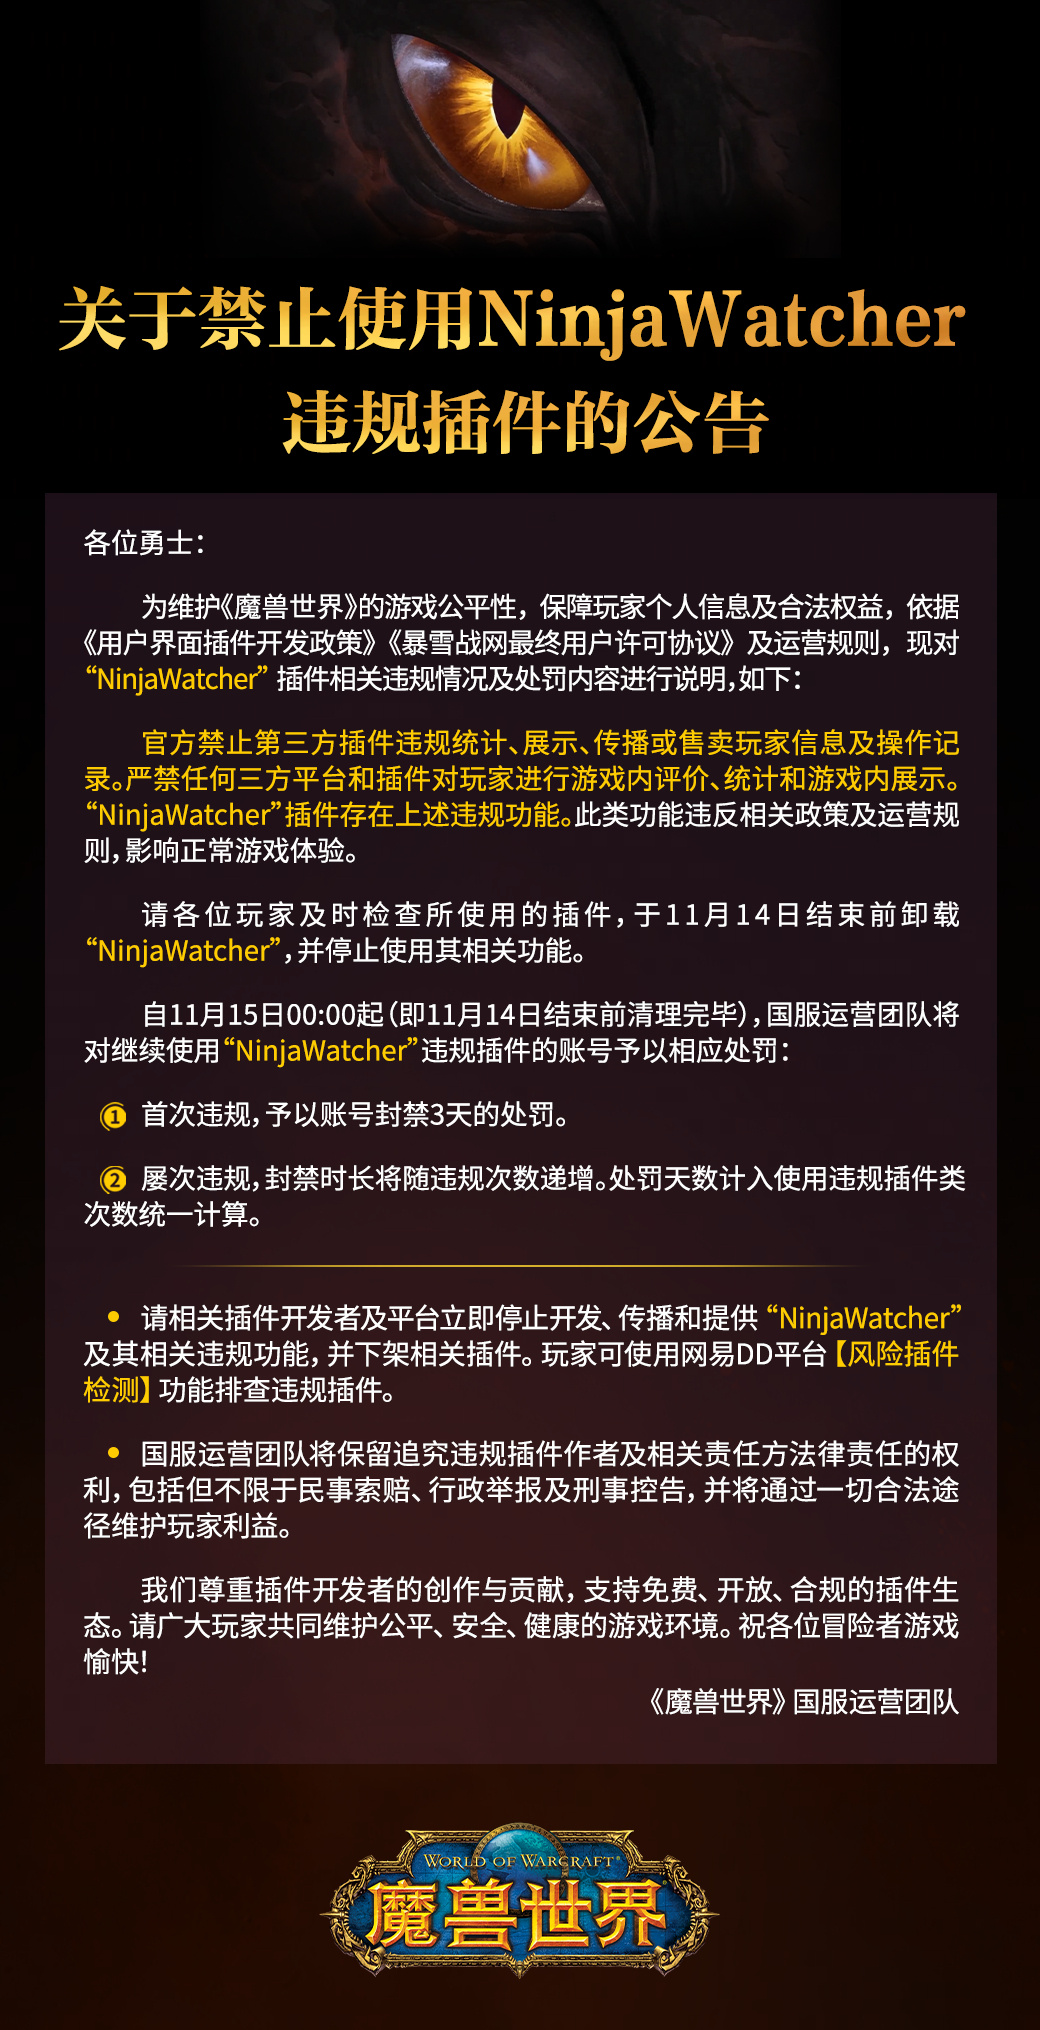 关于禁止使用NinjaWatcher
违规插件的公告
各位勇士：
为维护《魔兽世界》的游戏公平性，保障玩家个人信息及合法权益，依据
《用户界面插件开发政策》《暴雪战网最终用户许可协议》及运营规则，现对
“NinjaWatcher”插件相关违规情况及处罚内容进行说明，如下：
官方禁止第三方插件违规统计、展示、传播或售卖玩家信息及操作记
录。严禁任何三方平台和插件对玩家进行游戏内评价、统计和游戏内展示。
“NinjaWatcher”插件存在上述违规功能。此类功能违反相关政策及运营规
则，影响正常游戏体验。
请各位玩家及时检查所使用的插件，于11月14日结束前卸载
“NinjaWatcher”，并停止使用其相关功能。
自11月15日00:00起（即11月14日结束前清理完毕），国服运营团队将
对继续使用“NinjaWatcher”违规插件的账号予以相应处罚：
1 首次违规，予以账号封禁3天的处罚。
2 屡次违规，封禁时长将随违规次数递增。处罚天数计入使用违规插件类
次数统一计算。
• 请相关插件开发者及平台立即停止开发、传播和提供“NinjaWatcher”
及其相关违规功能，并下架相关插件。玩家可使用网易DD平台【风险插件
检测】功能排查违规插件。
• 国服运营团队将保留追究违规插件作者及相关责任方法律责任的权
利，包括但不限于民事索赔、行政举报及刑事控告，并将通过一切合法途
径维护玩家利益。
我们尊重插件开发者的创作与贡献，支持免费、开放、合规的插件生
态。请广大玩家共同维护公平、安全、健康的游戏环境。祝各位冒险者游戏
愉快！
《魔兽世界》国服运营团队
WORLD OF WARCRAFT
魔兽世界